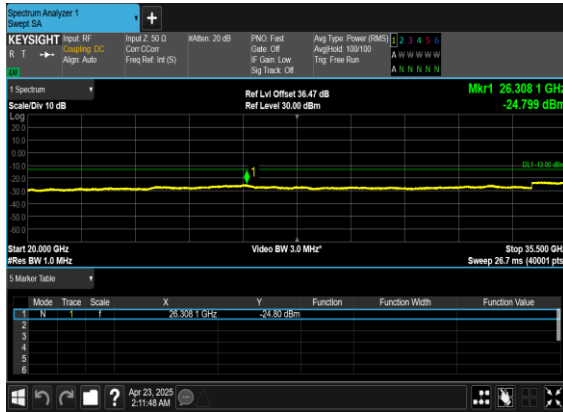 Spectrum Analyzer 1
Swept SA
+
KEYSIGHT Input: RF Input Z: 50 Ω #Atten: 20 dB PNO: Fast Avg Type: Power (RMS) 1 2 3 4 5 6
R T Coupling: DC Corr CCorr Gate: Off Avg|Hold: 100/100 A W W W W W
Align: Auto Freq Ref: Int (S) IF Gain: Low Trig: Free Run
LXI Sig Track: Off A N N N N N
1 Spectrum Ref Lvl Offset 36.47 dB Mkr1 26.308 1 GHz
Scale/Div 10 dB Ref Level 30.00 dBm -24.799 dBm
Log
20.0
10.0
0.00
-10.0 DL1 -13.00 dBm
1
-20.0
-30.0
-40.0
-50.0
-60.0
Start 20.000 GHz Video BW 3.0 MHz* Stop 35.500 GHz
#Res BW 1.0 MHz Sweep 26.7 ms (40001 pts)
5 Marker Table
Mode Trace Scale X Y Function Function Width Function Value
1 N 1 f 26.308 1 GHz -24.80 dBm
2
3
4
5
6
? Apr 23, 2025
2:11:48 AM